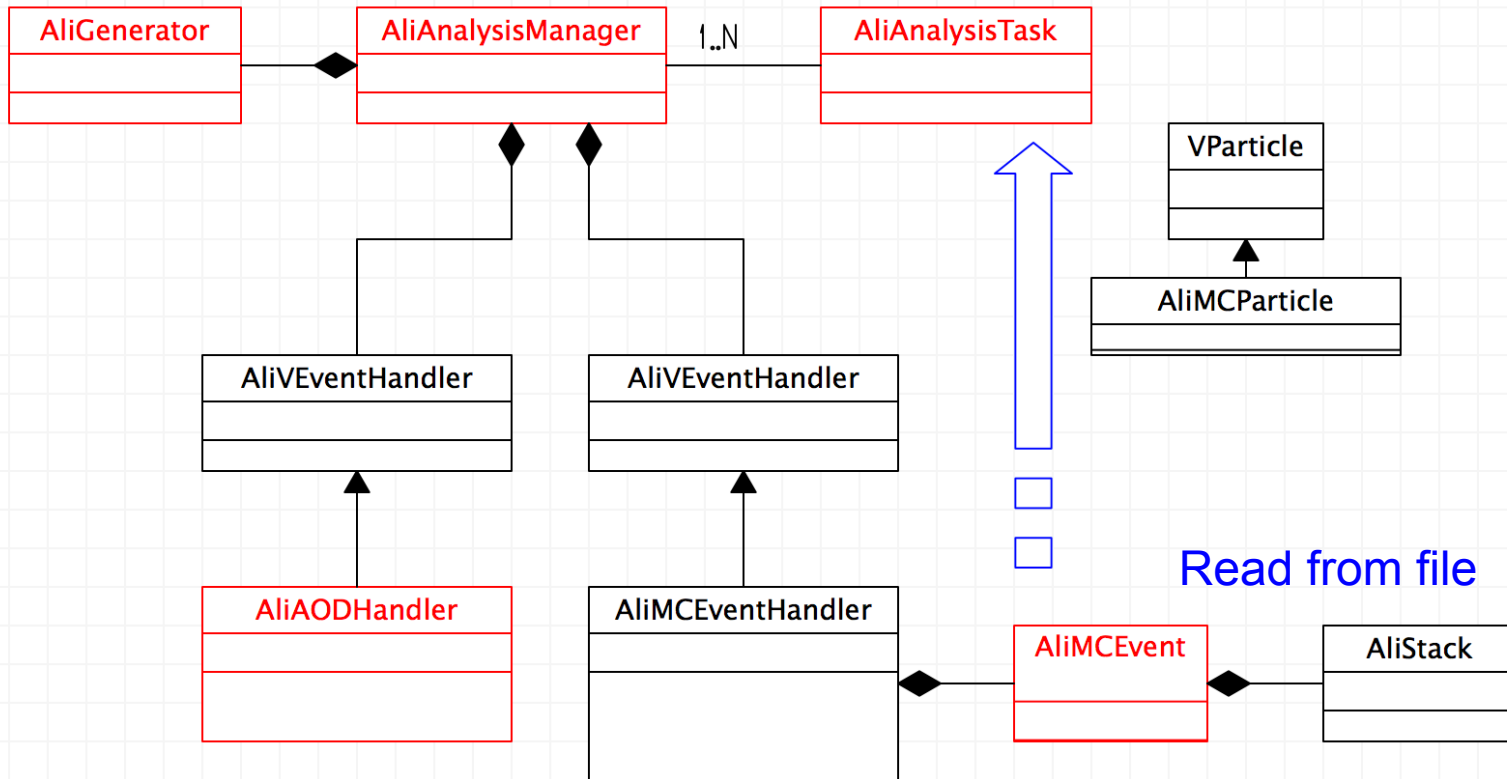 AliGenerator
AliAnalysisManager
1..N
AliAnalysisTask
VParticle
AliMCParticle
AliVEventHandler
AliVEventHandler
Read from file
AliAODHandler
AliMCEventHandler
AliMCEvent
AliStack